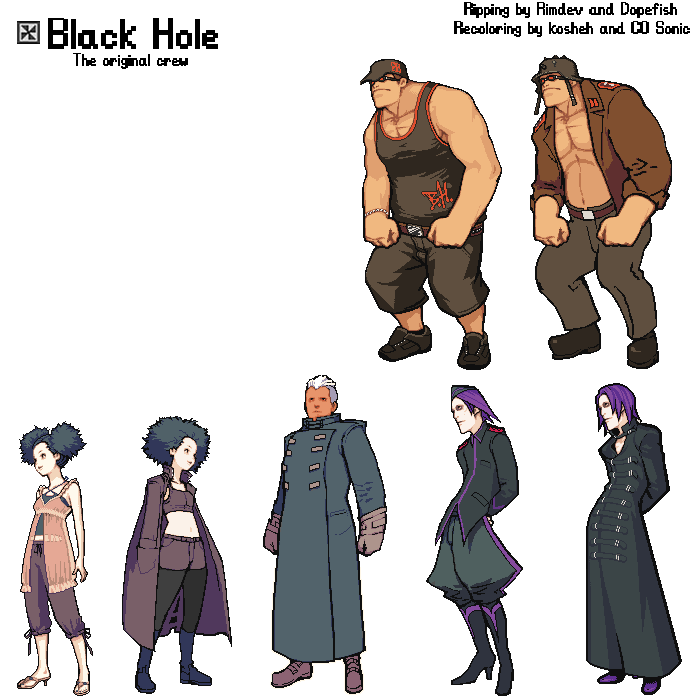 Black Hole
The original crew
Ripping by Rimdev and Dopefish
Recoloring by kosheh and CO Sonic
B.H.